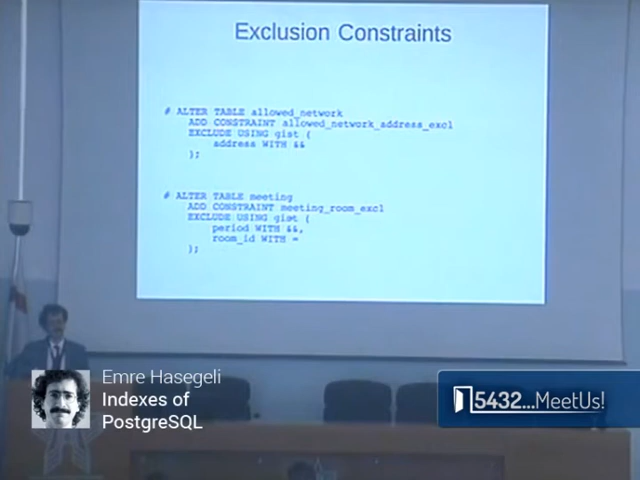 Exclusion Constraints
# ALTER TABLE allowed_network
ADD CONSTRAINT allowed_network_address_excl
EXCLUDE USING gist (
address WITH &&
);
# ALTER TABLE meeting
ADD CONSTRAINT meeting_room_excl
EXCLUDE USING gist (
period WITH &&,
room_id WITH =
);
Emre Hasegeli
Indexes of
PostgreSQL
5432...MeetUs!